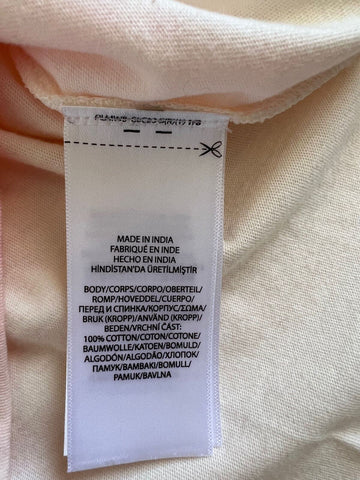 MADE IN INDIA
FABRIQUÉ EN INDE
HECHO EN INDIA
HİNDİSTAN'DA ÜRETİLMİŞTİR
BODY/CORPS/CORPO/OBERTEIL/
ROMP/HOVEDDEL/CUERPO/
ПЕРЕД И СПИНКА/КОРПУС/ΣΩΜΑ/
BRUK (KROPP)/ANVÄND (KROPP)/
BEDEN/VRCHNÍ ČÁST:
100% COTTON/COTON/COTONE/
BAUMWOLLE/KATOEN/BOMULD/
ALGODÓN/ALGODÃO/ХЛОПОК/
ПАМУК/ΒΑΜΒΑΚΙ/BOMULL/
PAMUK/BAVLNA